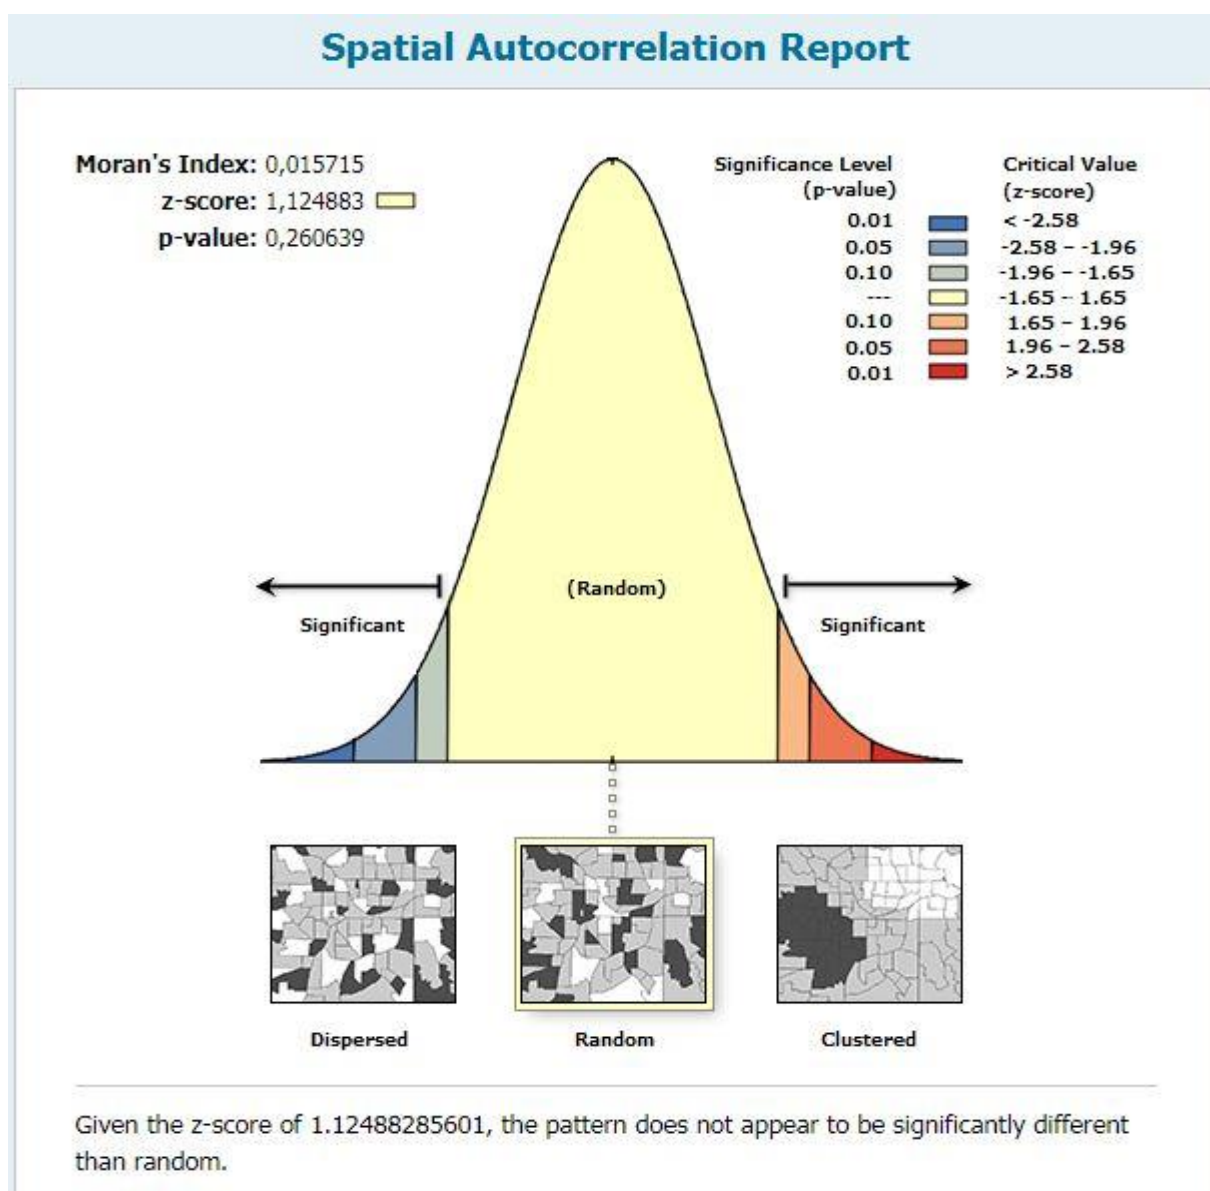 Spatial Autocorrelation Report
Moran's Index: 0,015715
z-score: 1,124883
p-value: 0,260639
Significance Level
(p-value)
Critical Value
(z-score)
0.01 < -2.58
0.05 -2.58 – -1.96
0.10 -1.96 – -1.65
--- -1.65 – 1.65
0.10 1.65 – 1.96
0.05 1.96 – 2.58
0.01 > 2.58
(Random)
Significant
Significant
Dispersed
Random
Clustered
Given the z-score of 1.12488285601, the pattern does not appear to be significantly different
than random.